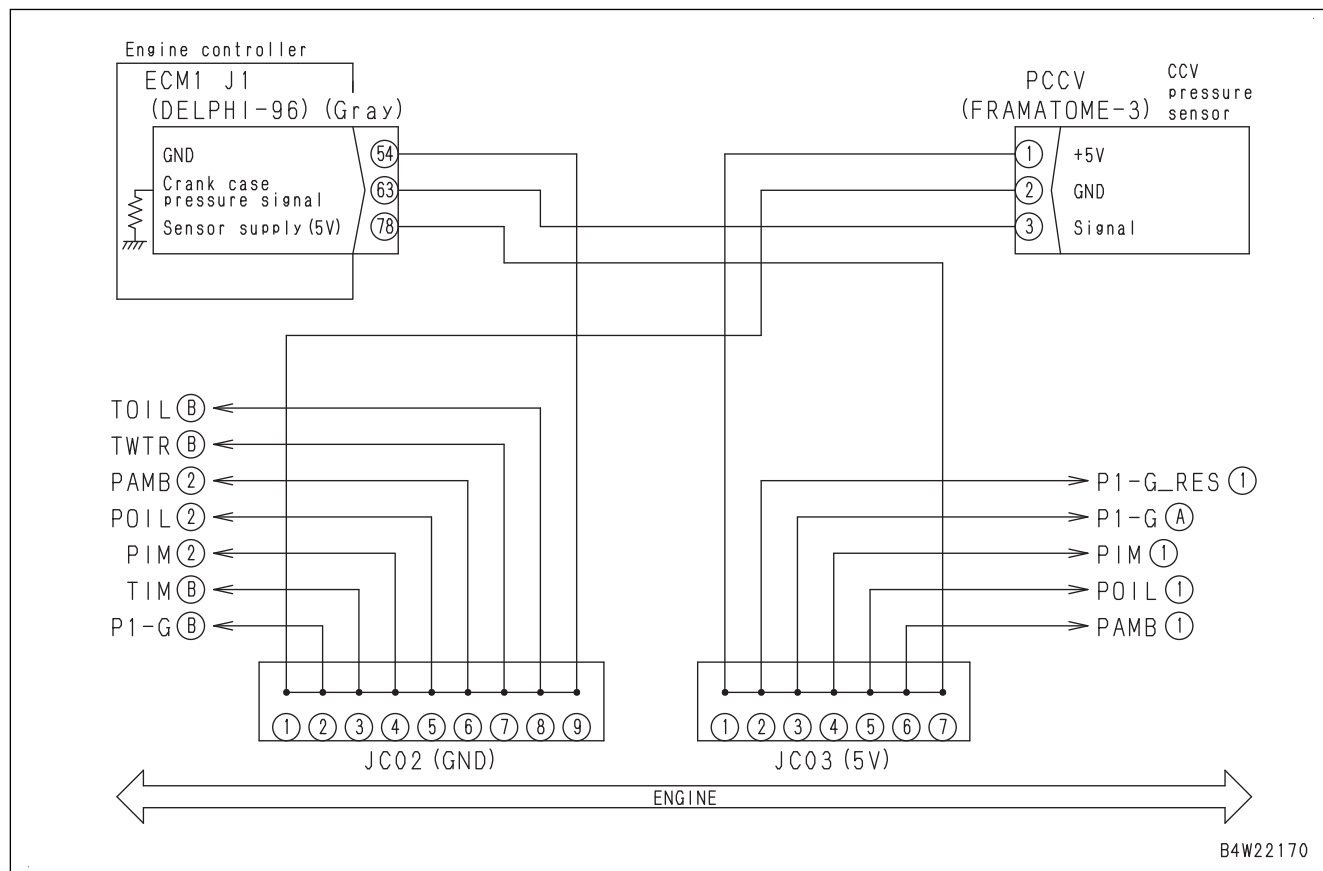 Engine controller
ECM1 J1
(DELPHI-96) (Gray)
GND
54
Crank case
pressure signal
63
Sensor supply (5V)
78
PCCV
(FRAMATOME-3)
CCV
pressure
sensor
1 +5V
2 GND
3 Signal
TOIL B
TWTR B
PAMB 2
POIL 2
PIM 2
TIM B
P1-G B
P1-G_RES 1
P1-G A
PIM 1
POIL 1
PAMB 1
1 2 3 4 5 6 7 8 9
JC02 (GND)
1 2 3 4 5 6 7
JC03 (5V)
ENGINE
B4W22170